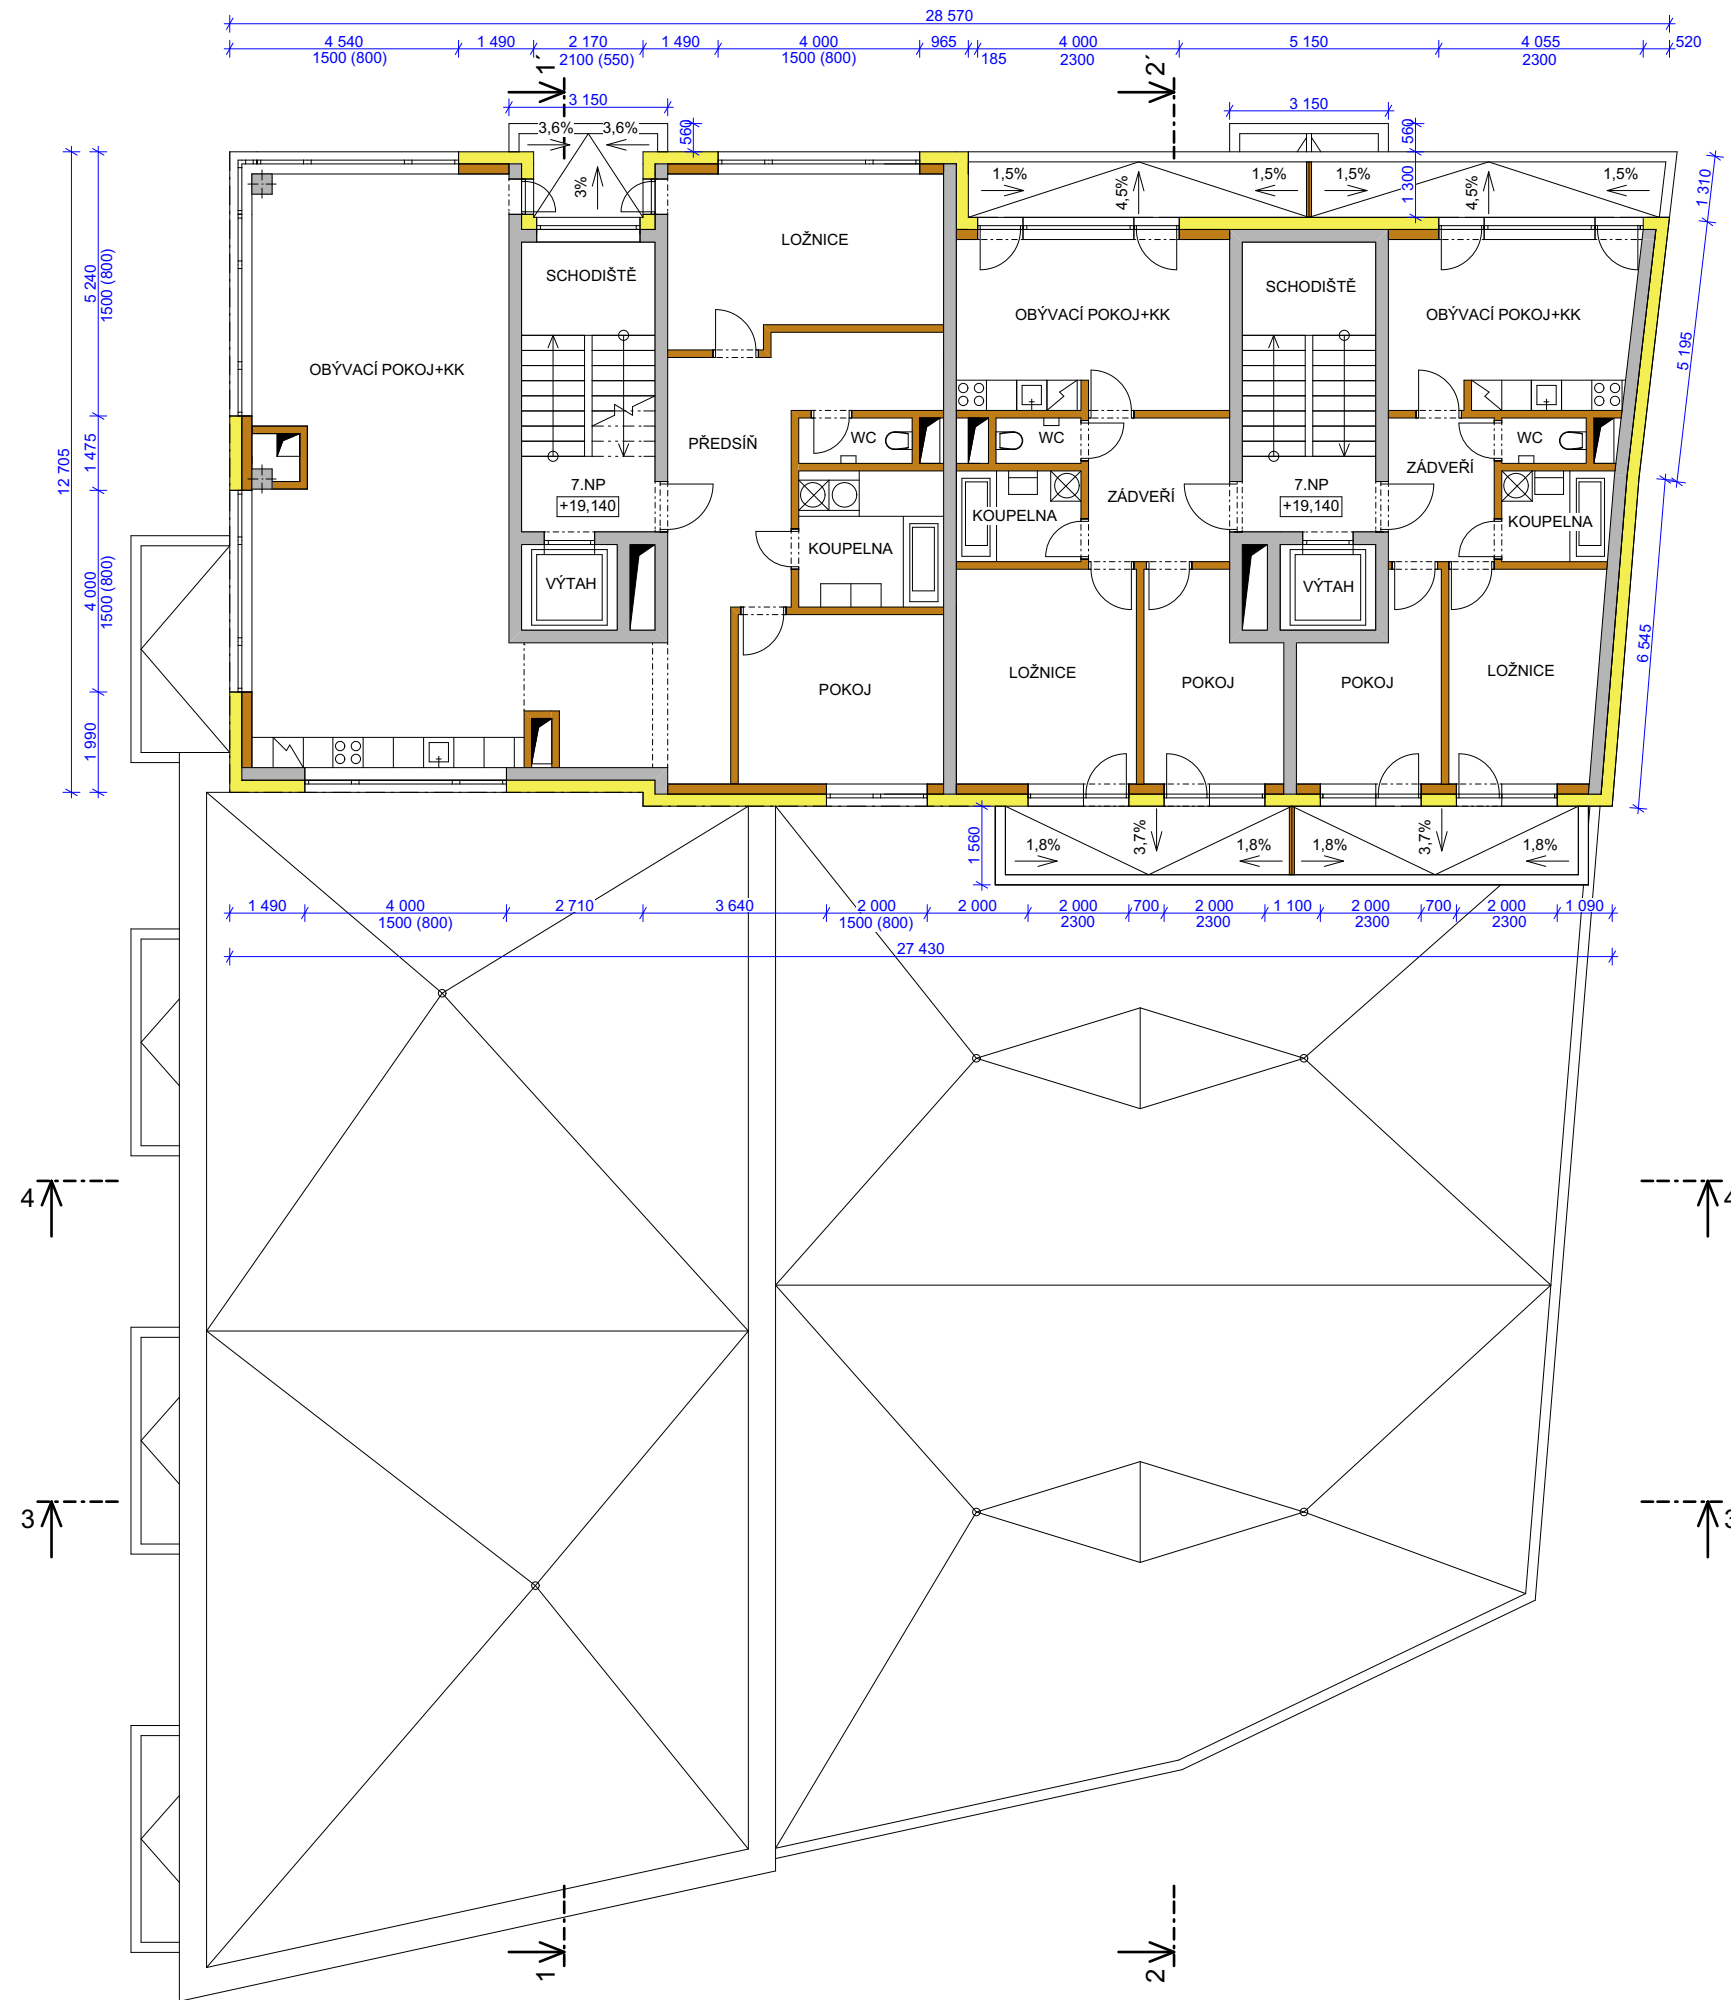 28 570
4 540 1 490 2 170 1 490 4 000 965 4 000 5 150 4 055 520
1500 (800) 2100 (550) 1500 (800) 185 2300 2300
1´ 2´
3 150 3 150
3,6% 3,6% 560 560
3% 1,5% 4,5% 1,5% 1,5% 4,5% 1,5% 1 300 1 310
LOŽNICE
SCHODIŠTĚ SCHODIŠTĚ
5 240
1500 (800)
OBÝVACÍ POKOJ+KK OBÝVACÍ POKOJ+KK
5 195
OBÝVACÍ POKOJ+KK
12 705
1 475
PŘEDSÍŇ WC WC WC
ZÁDVEŘÍ
7.NP 7.NP
+19,140 ZÁDVEŘÍ +19,140
KOUPELNA KOUPELNA
KOUPELNA
VÝTAH VÝTAH
4 000
1500 (800)
6 545
LOŽNICE LOŽNICE
POKOJ POKOJ POKOJ
1 990
1 560
1,8% 3,7% 1,8% 1,8% 3,7% 1,8%
1 490 4 000 2 710 3 640 2 000 2 000 2 000 700 2 000 1 100 2 000 700 2 000 1 090
1500 (800) 1500 (800) 2300 2300 2300 2300
27 430
4 4
3 3
1 2